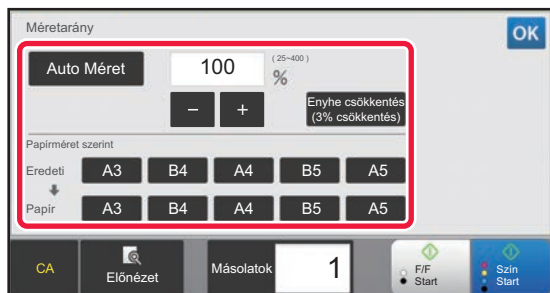 Méretarány
OK
Auto Méret
100
(25~400)
%
−
+
Enyhe csökkentés
(3% csökkentés)
Papírméret szerint
Eredeti
A3
B4
A4
B5
A5
Papír
A3
B4
A4
B5
A5
CA
Előnézet
Másolatok
1
F/F
Start
Szín
Start